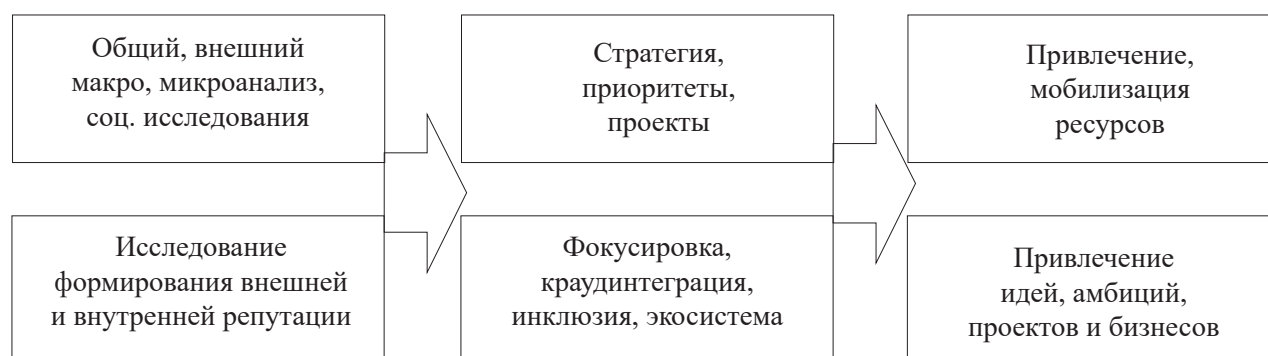 Общий, внешний
макро, микроанализ,
соц. исследования
Стратегия,
приоритеты,
проекты
Привлечение,
мобилизация
ресурсов
Исследование
формирования внешней
и внутренней репутации
Фокусировка,
краудинтеграция,
инклюзия, экосистема
Привлечение
идей, амбиций,
проектов и бизнесов